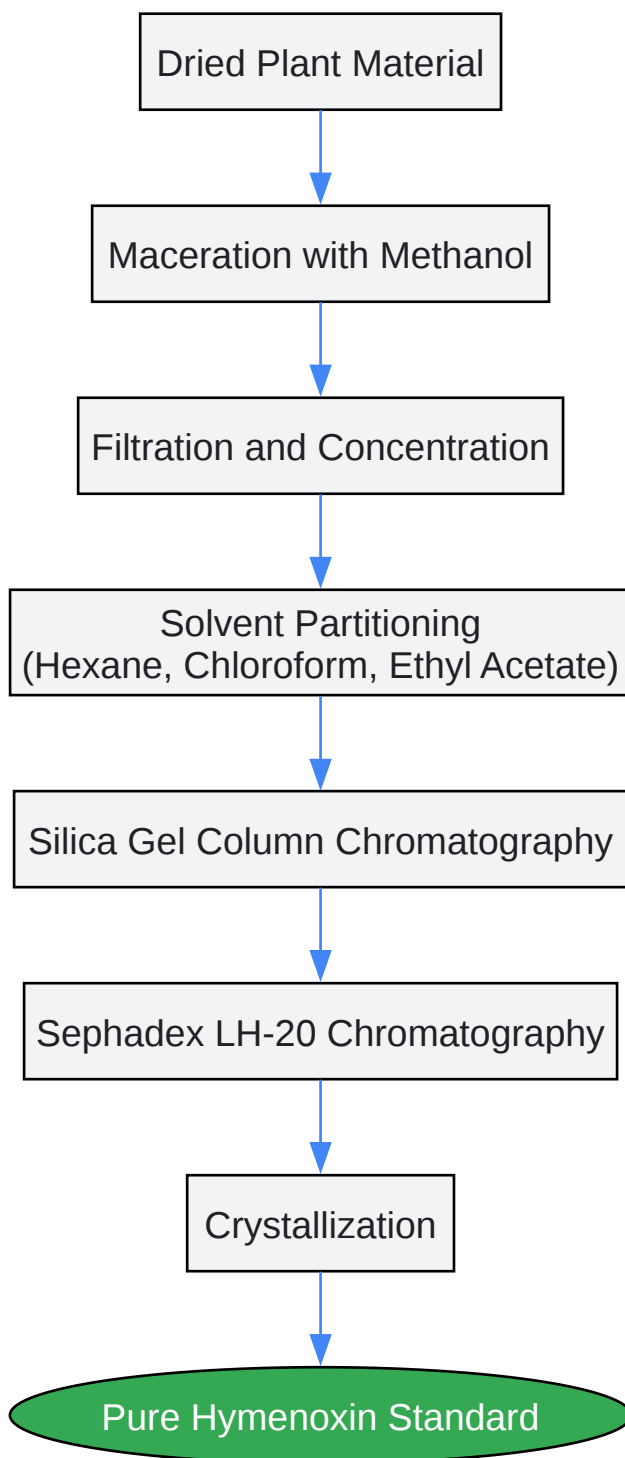 Dried Plant Material
Maceration with Methanol
Filtration and Concentration
Solvent Partitioning
(Hexane, Chloroform, Ethyl Acetate)
Silica Gel Column Chromatography
Sephadex LH-20 Chromatography
Crystallization
Pure Hymenoxin Standard